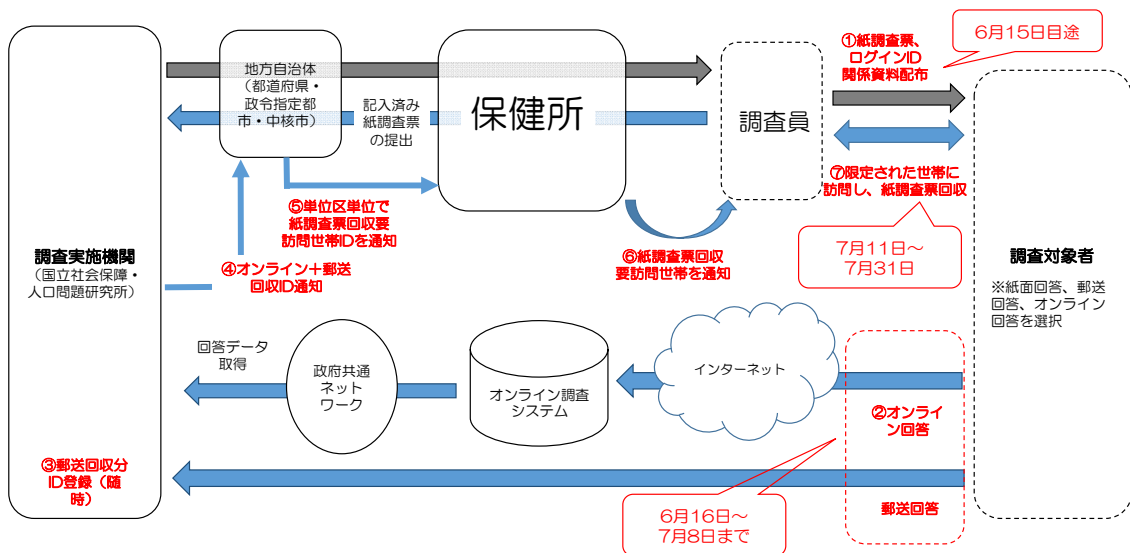 調査実施機関
（国立社会保障・
人口問題研究所）
③郵送回収分
ID登録（随
時）
地方自治体
（都道府県・
政令指定都
市・中核市）
記入済み
紙調査票
の提出
保健所
調査員
①紙調査票、
ログインID
関係資料配布
6月15日目途
⑦限定された世帯に
訪問し、紙調査票回収
7月11日～
7月31日
⑤単位区単位で
紙調査票回収要
訪問世帯IDを通知
④オンライン＋郵送
回収ID通知
⑥紙調査票回収
要訪問世帯を通知
調査対象者
※紙面回答、郵送
回答、オンライン
回答を選択
回答データ
取得
政府共通
ネット
ワーク
オンライン調査
システム
インターネット
②オンライ
ン回答
郵送回答
6月16日～
7月8日まで